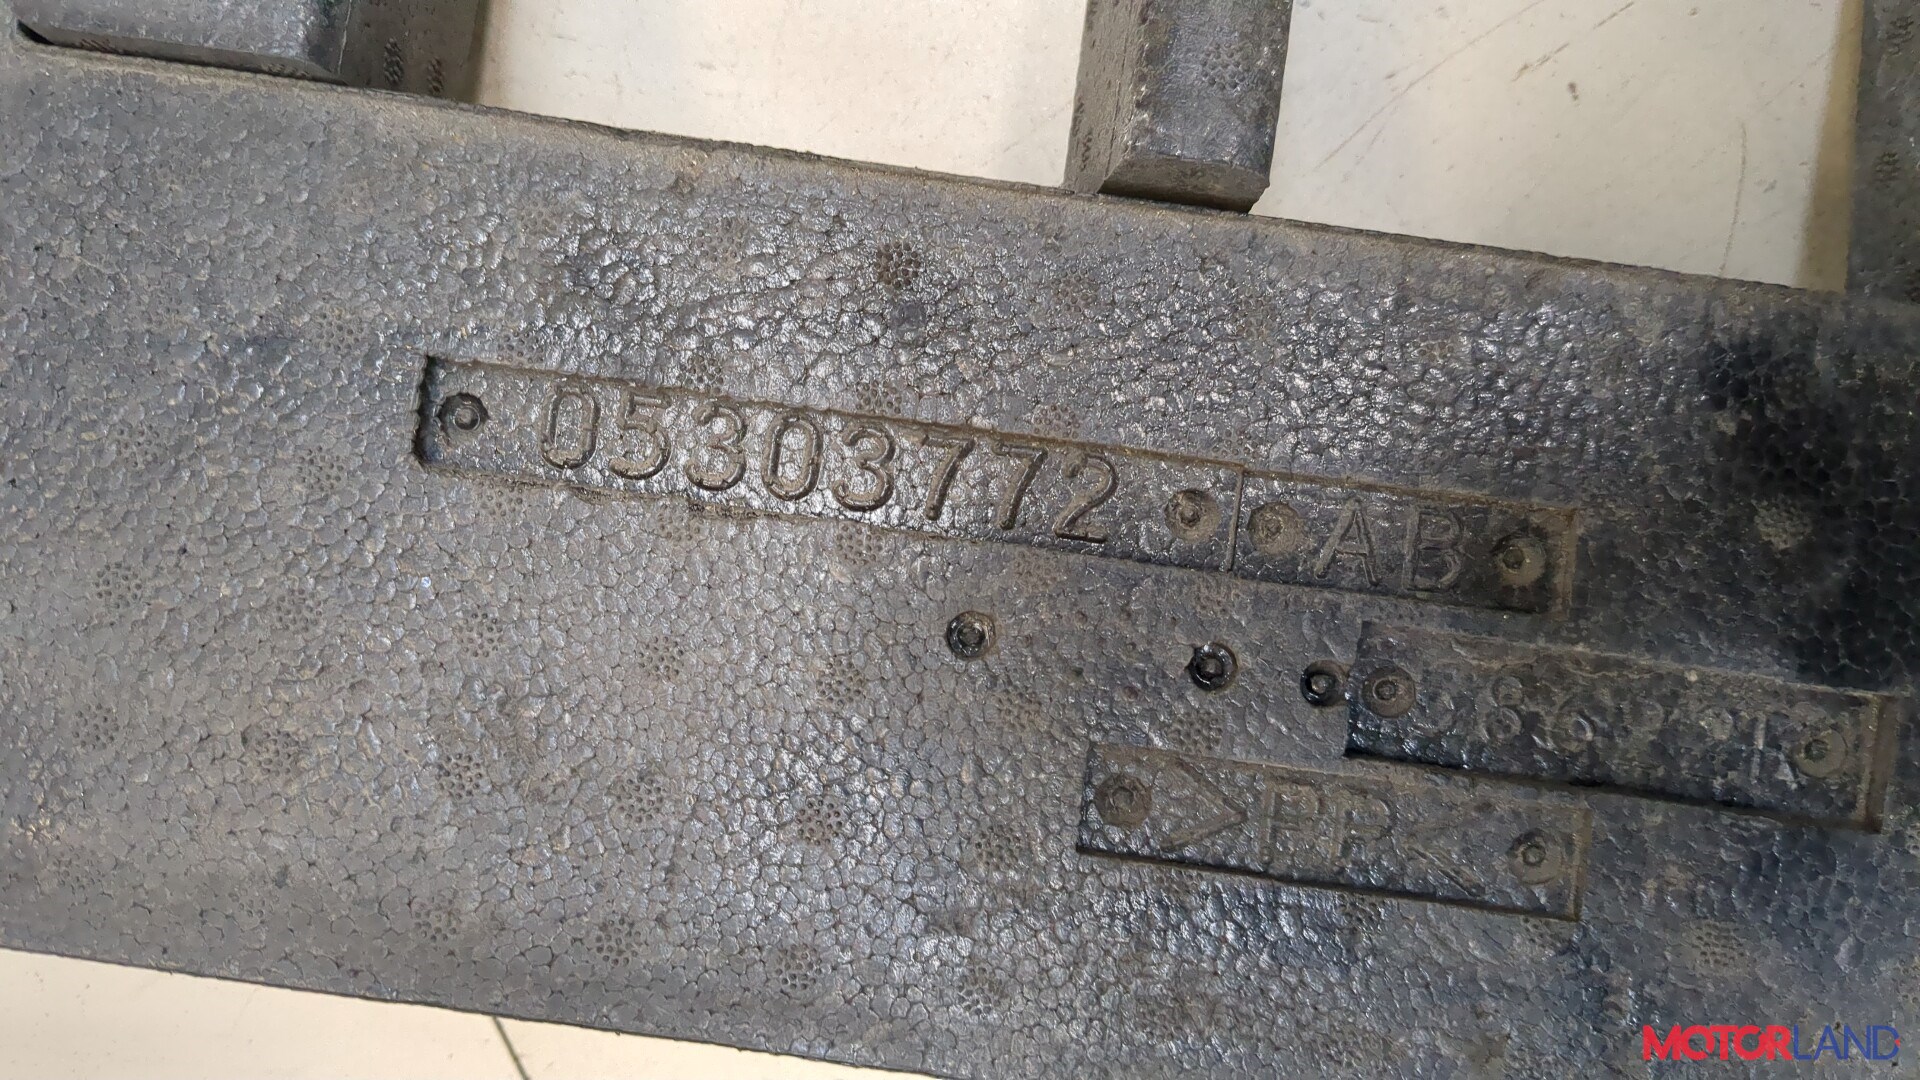 05303772 AB
>PP<
MOTORLAND